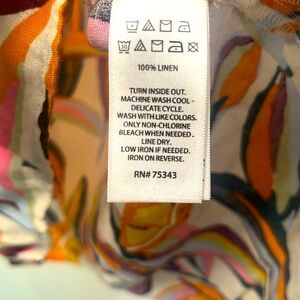 100% LINEN
TURN INSIDE OUT.
MACHINE WASH COOL -
DELICATE CYCLE.
WASH WITH LIKE COLORS.
ONLY NON-CHLORINE
BLEACH WHEN NEEDED.
LINE DRY.
LOW IRON IF NEEDED.
IRON ON REVERSE.
RN# 75343